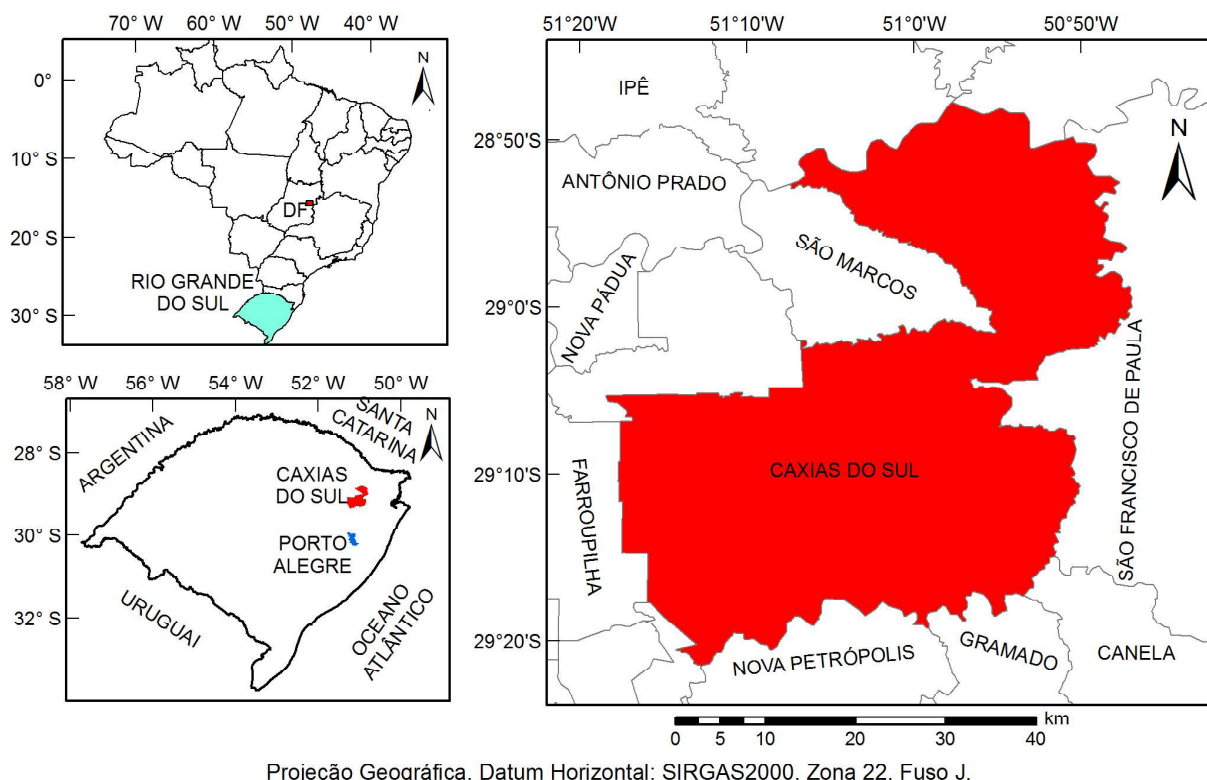 70° W 60° W 50° W 40° W
N
0°
10° S
20° S
30° S
DF
RIO GRANDE
DO SUL
58° W 56° W 54° W 52° W 50° W
N
28° S
30° S
32° S
ARGENTINA
SANTA
CATARINA
CAXIAS
DO SUL
PORTO
ALEGRE
URUGUAI
OCEANO
ATLÂNTICO
51°20'W 51°10'W 51°0'W 50°50'W
N
28°50'S
29°0'S
29°10'S
29°20'S
IPÊ
ANTÔNIO PRADO
SÃO MARCOS
NOVA PÁDUA
SÃO FRANCISCO DE PAULA
CAXIAS DO SUL
FARROUPILHA
NOVA PETRÓPOLIS
GRAMADO
CANELA
km
0 5 10 20 30 40
Projeção Geográfica, Datum Horizontal: SIRGAS2000, Zona 22, Fuso J.